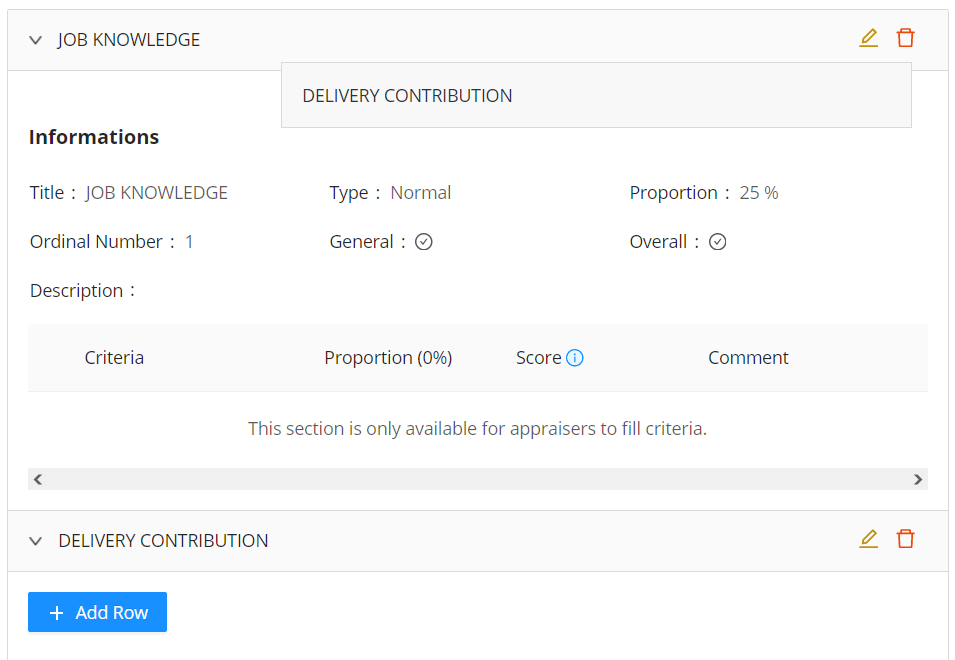 JOB KNOWLEDGE
DELIVERY CONTRIBUTION
Informations
Title : JOB KNOWLEDGE Type : Normal Proportion : 25 %
Ordinal Number : 1 General : Overall :
Description :
Criteria Proportion (0%) Score Comment
This section is only available for appraisers to fill criteria.
DELIVERY CONTRIBUTION
+ Add Row